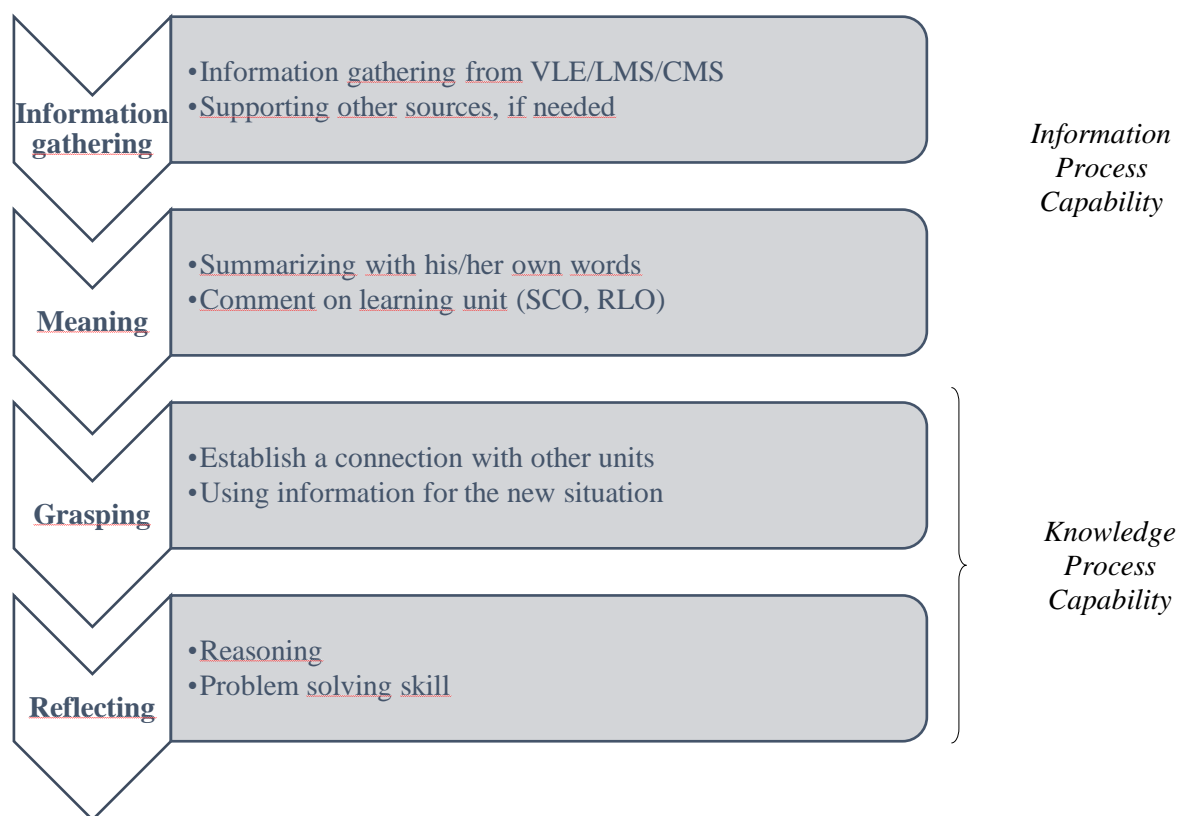 Information
gathering
•Information gathering from VLE/LMS/CMS
•Supporting other sources, if needed
Information
Process
Capability
Meaning
•Summarizing with his/her own words
•Comment on learning unit (SCO, RLO)
Grasping
•Establish a connection with other units
•Using information for the new situation
Knowledge
Process
Capability
Reflecting
•Reasoning
•Problem solving skill